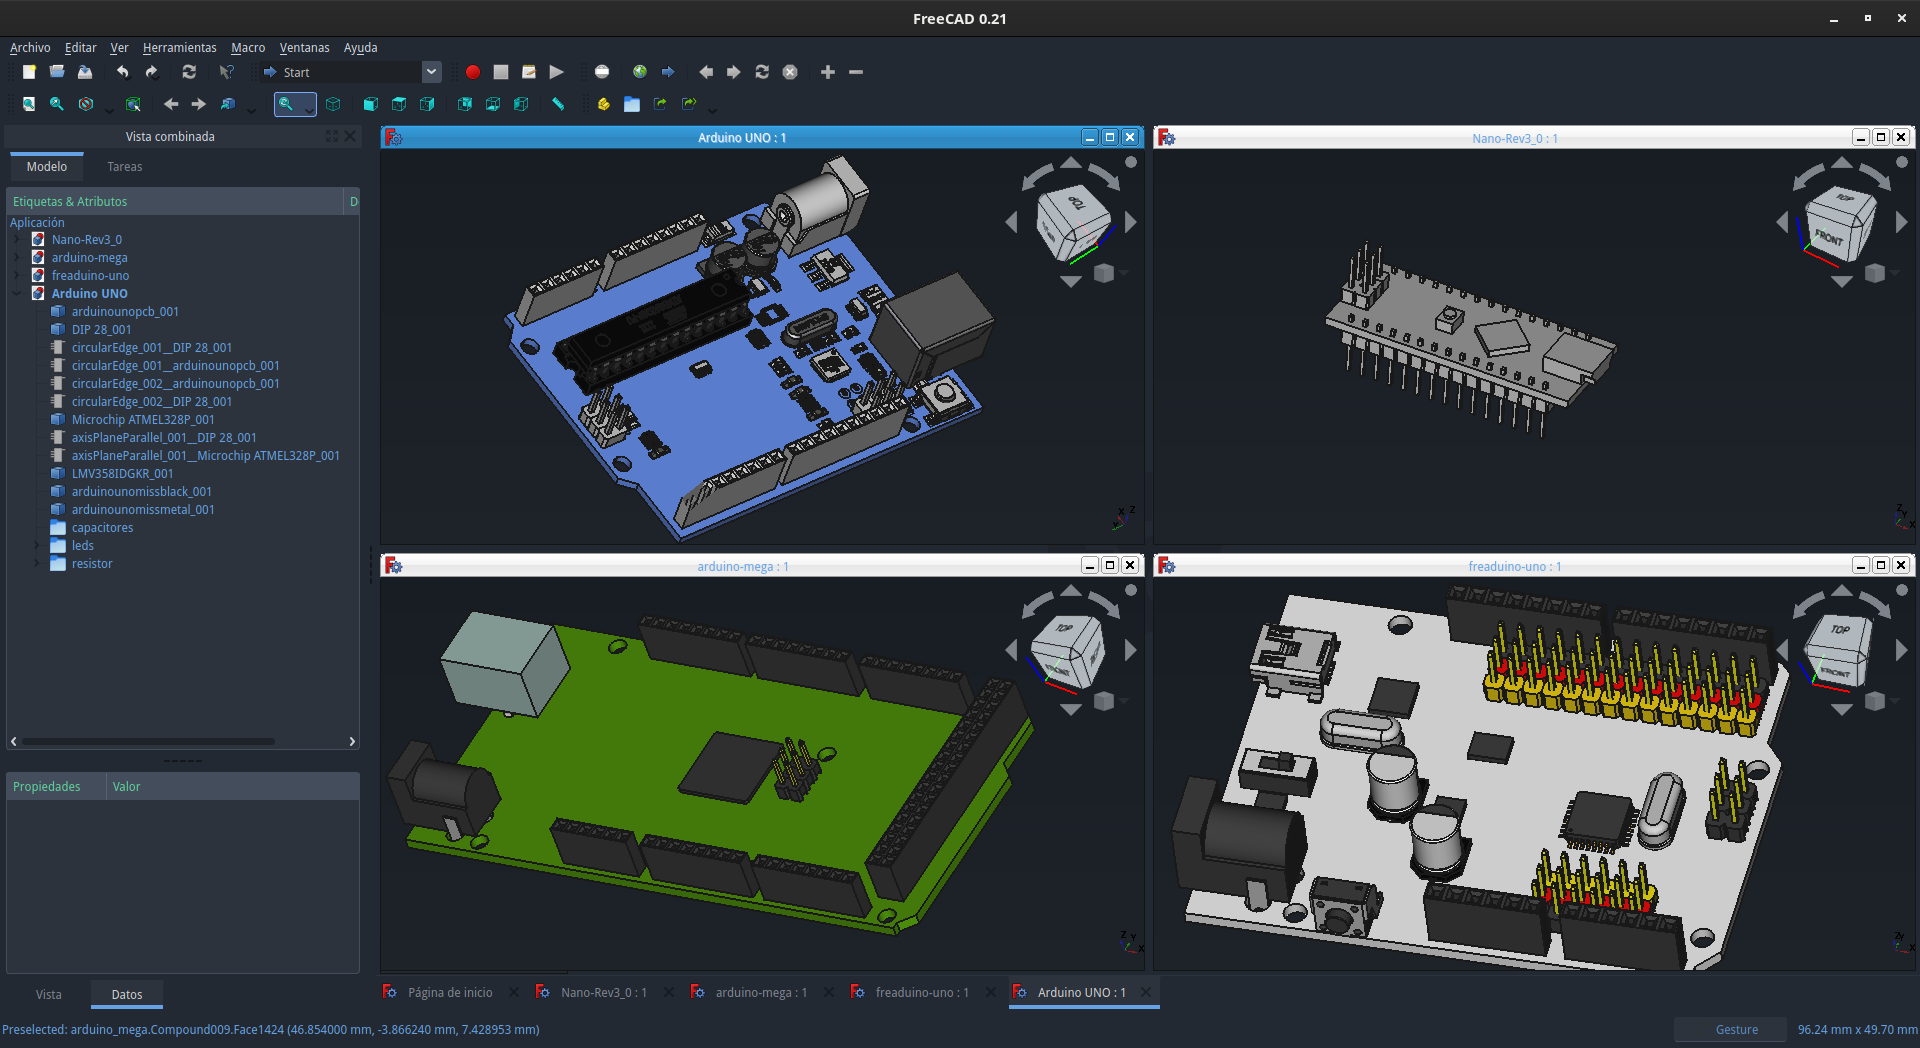 FreeCAD 0.21
Archivo Editar Ver Herramientas Macro Ventanas Ayuda
Start
Vista combinada
Modelo Tareas
Etiquetas & Atributos D
Aplicación
Nano-Rev3_0
arduino-mega
freaduino-uno
Arduino UNO
arduinounopcb_001
DIP 28_001
circularEdge_001__DIP 28_001
circularEdge_001__arduinounopcb_001
circularEdge_002__arduinounopcb_001
circularEdge_002__DIP 28_001
Microchip ATMEL328P_001
axisPlaneParallel_001__DIP 28_001
axisPlaneParallel_001__Microchip ATMEL328P_001
LMV358IDGKR_001
arduinounomissblack_001
arduinounomissmetal_001
capacitores
leds
resistor
Propiedades Valor
Vista Datos
Arduino UNO : 1
TOP
X Z
Y
Nano-Rev3_0 : 1
TOP
FRONT
Z
Y
X
arduino-mega : 1
TOP
FRONT
Z Y
X
freaduino-uno : 1
TOP
FRONT
Z Y
X
Página de inicio Nano-Rev3_0 : 1 arduino-mega : 1 freaduino-uno : 1 Arduino UNO : 1
Preselected: arduino_mega.Compound009.Face1424 (46.854000 mm, -3.866240 mm, 7.428953 mm) Gesture 96.24 mm x 49.70 mm